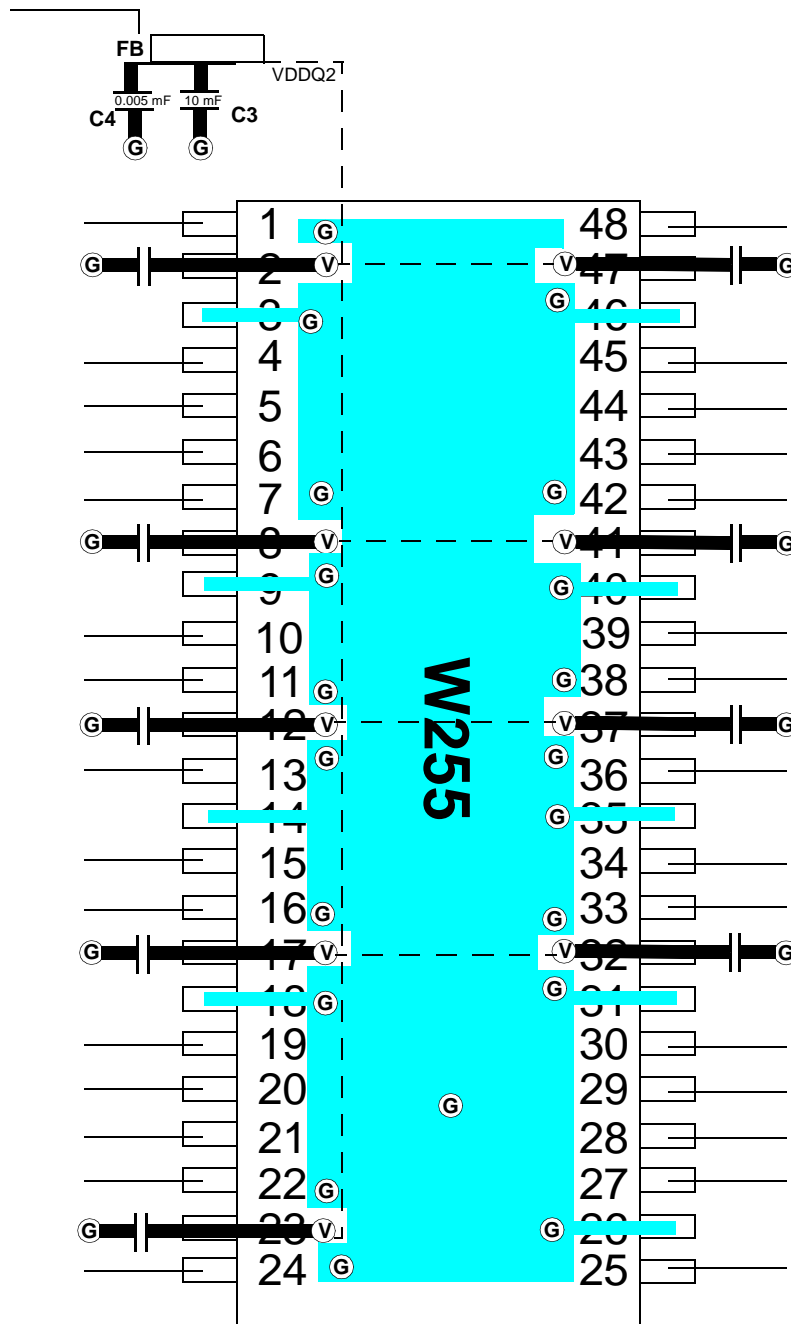 FB
VDDQ2
0.005 mF 10 mF
C4 C3
G G
1 G 48
G 2 V V 47 G
3 G G 46
4 45
5 44
6 43
7 G G 42
G 8 V V 41 G
9 G G 40
10 39
11 G G 38
G 12 V V 37 G
13 G G 36
14 G 35
15 34
16 G G 33
G 17 V V 32 G
18 G G 31
19 30
20 G 29
21 28
22 G 27
G 23 V G 26
24 G 25
W255